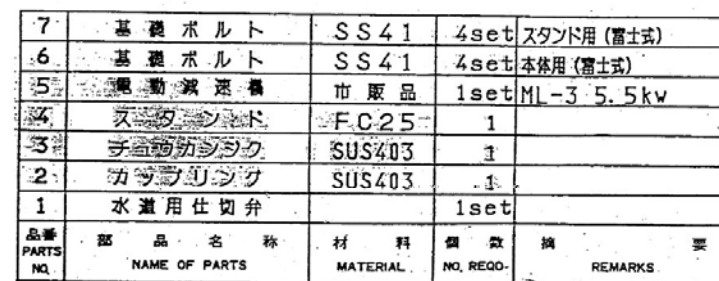 7 基礎ボルト SS41 4set スタンド用(富士式)
6 基礎ボルト SS41 4set 本体用(富士式)
5 電動減速機 市販品 1set ML-3 5.5kw
4 スタンド FC25 1
3 チュウカンジク SUS403 1
2 カップリング SUS403 1
1 水道用仕切弁 1set
品番 部品名称 材料 個数 摘要
PARTS NO. NAME OF PARTS MATERIAL NO. REQD. REMARKS